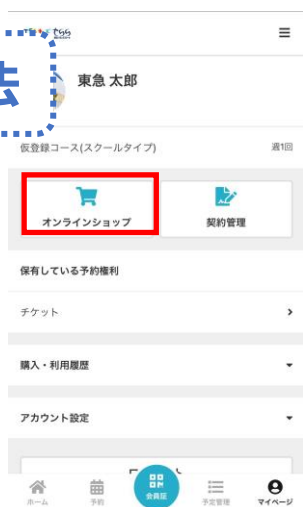 法
東急 太郎
仮登録コース(スクールタイプ) 週1回
オンラインショップ 契約管理
保有している予約権利
チケット
購入・利用履歴
アカウント設定
ホーム 予約 会員証 予定管理 マイページ